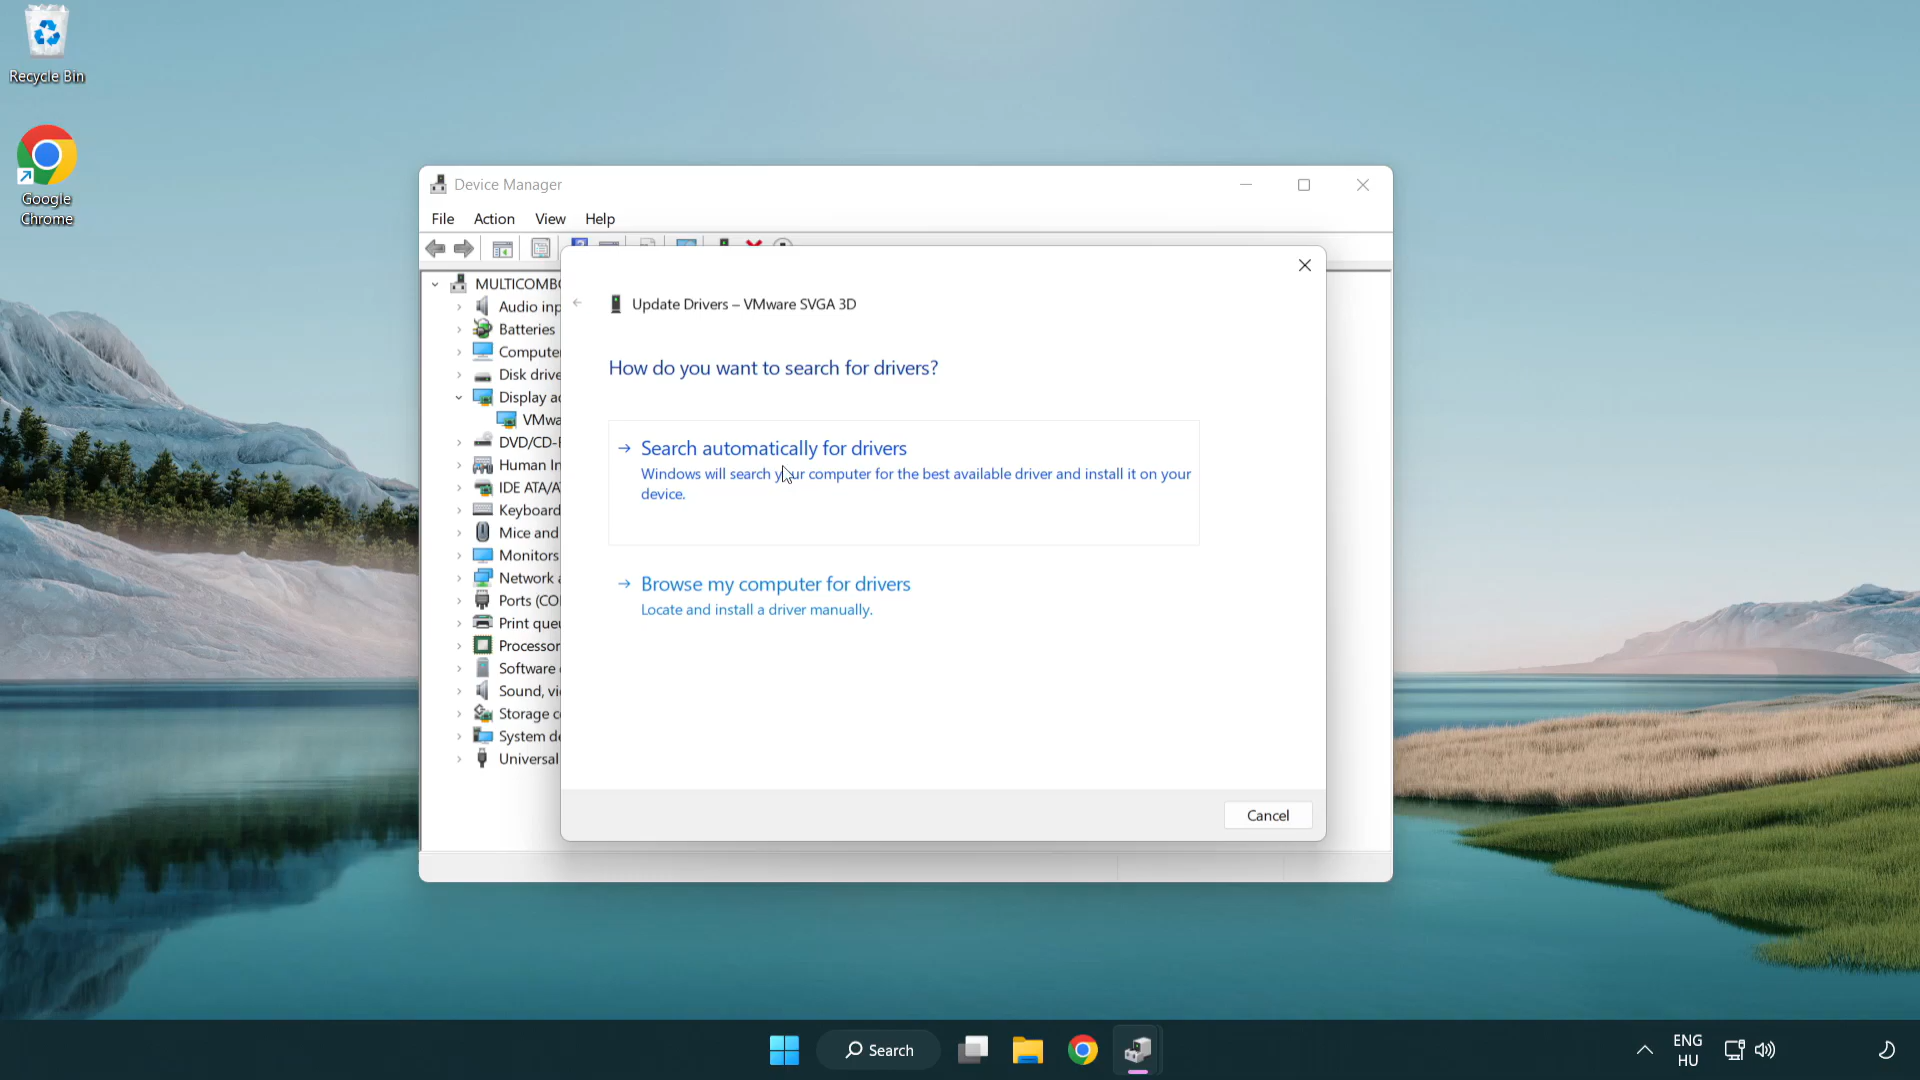 Recycle Bin
Google
Chrome
Device Manager
File Action View Help
MULTICOMBO
Audio inp
Batteries
Compute
Disk drive
Display a
VMwa
DVD/CD-
Human In
IDE ATA/A
Keyboard
Mice and
Monitors
Network a
Ports (CO
Print que
Processor
Software
Sound, vi
Storage c
System de
Universal
Update Drivers – VMware SVGA 3D
How do you want to search for drivers?
Search automatically for drivers
Windows will search your computer for the best available driver and install it on your
device.
Browse my computer for drivers
Locate and install a driver manually.
Cancel
Search
ENG
HU